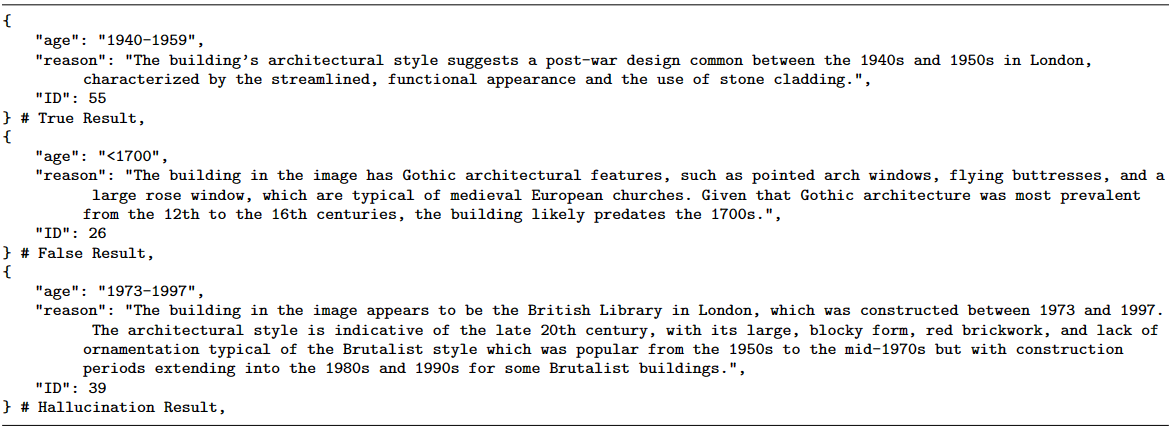 {
"age": "1940-1959",
"reason": "The building's architectural style suggests a post-war design common between the 1940s and 1950s in London,
characterized by the streamlined, functional appearance and the use of stone cladding.",
"ID": 55
} # True Result,
{
"age": "<1700",
"reason": "The building in the image has Gothic architectural features, such as pointed arch windows, flying buttresses, and a
large rose window, which are typical of medieval European churches. Given that Gothic architecture was most prevalent
from the 12th to the 16th centuries, the building likely predates the 1700s.",
"ID": 26
} # False Result,
{
"age": "1973-1997",
"reason": "The building in the image appears to be the British Library in London, which was constructed between 1973 and 1997.
The architectural style is indicative of the late 20th century, with its large, blocky form, red brickwork, and lack of
ornamentation typical of the Brutalist style which was popular from the 1950s to the mid-1970s but with construction
periods extending into the 1980s and 1990s for some Brutalist buildings.",
"ID": 39
} # Hallucination Result,